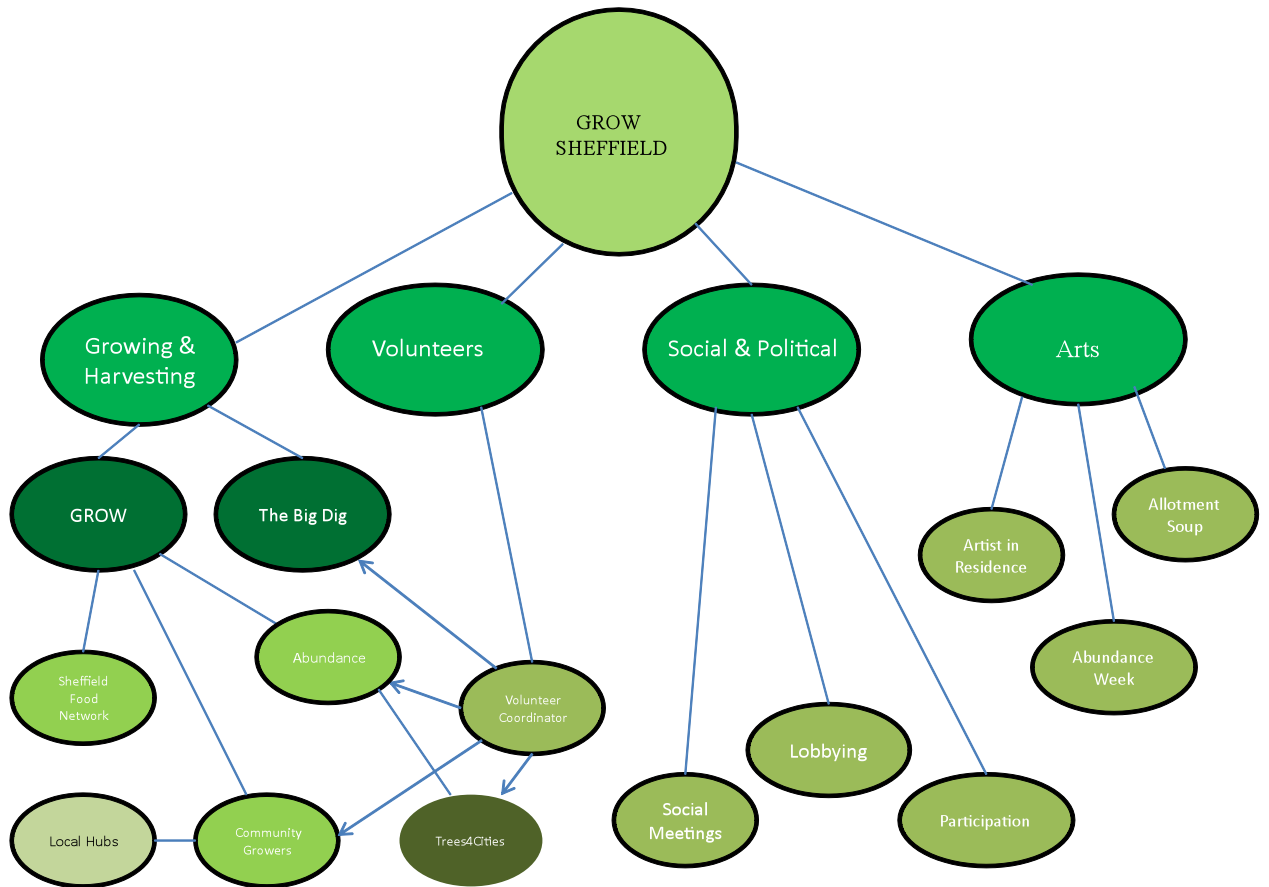 GROW
SHEFFIELD
Growing &
Harvesting
Volunteers
Social & Political
Arts
GROW
The Big Dig
Allotment
Soup
Artist in
Residence
Abundance
Abundance
Week
Sheffield
Food
Network
Volunteer
Coordinator
Lobbying
Social
Meetings
Participation
Local Hubs
Community
Growers
Trees4Cities